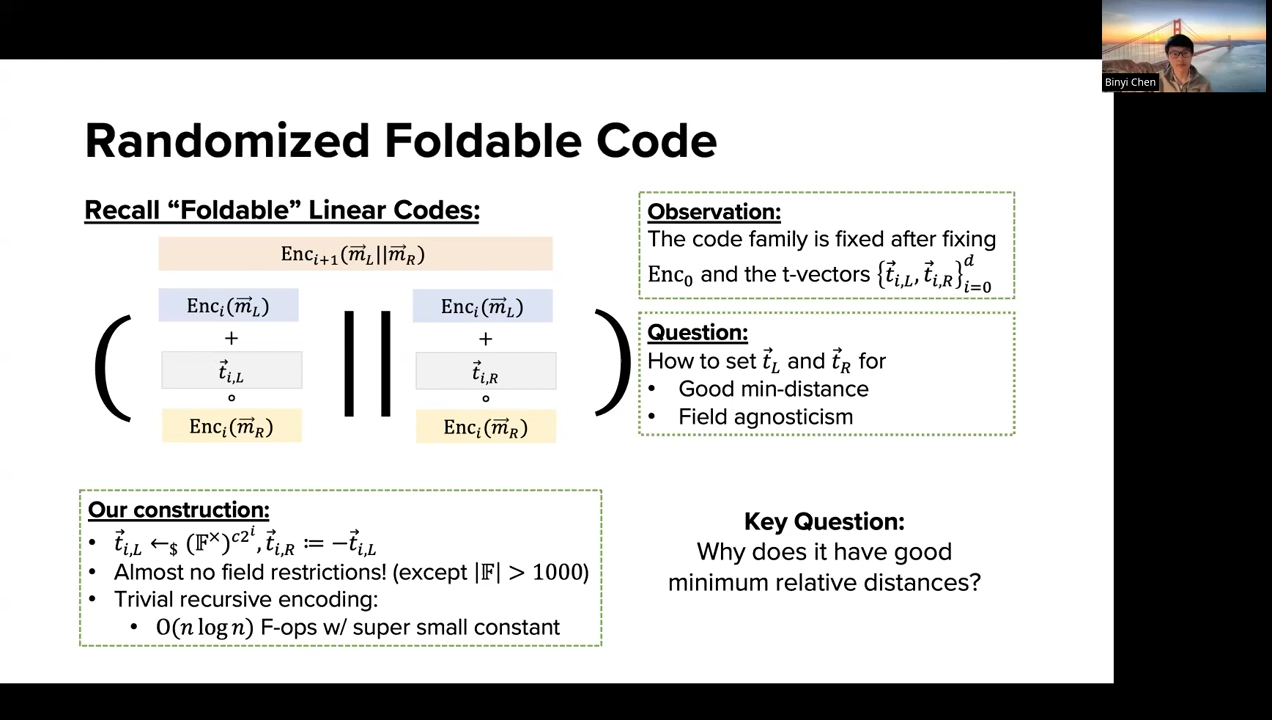 Binyi Chen
Randomized Foldable Code
Recall “Foldable” Linear Codes:
Enc_{i+1}(m⃗_L||m⃗_R)
( Enc_i(m⃗_L) || Enc_i(m⃗_L) )
+ +
t⃗_{i,L} t⃗_{i,R}
∘ ∘
Enc_i(m⃗_R) Enc_i(m⃗_R)
Observation:
The code family is fixed after fixing
Enc₀ and the t-vectors {t⃗_{i,L}, t⃗_{i,R}}_{i=0}^d
Question:
How to set t⃗_L and t⃗_R for
• Good min-distance
• Field agnosticism
Our construction:
• t⃗_{i,L} ←_$ (𝔽^×)^{c2^i}, t⃗_{i,R} ≔ −t⃗_{i,L}
• Almost no field restrictions! (except |𝔽| > 1000)
• Trivial recursive encoding:
• O(n log n) F-ops w/ super small constant
Key Question:
Why does it have good
minimum relative distances?